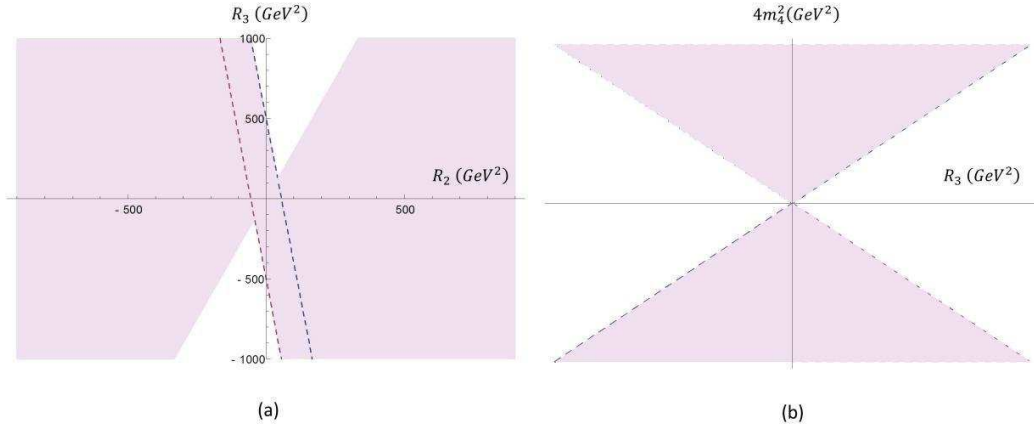 R₃ (GeV²)
1000
500
R₂ (GeV²)
- 500
500
- 500
- 1000
(a)
4m₄²(GeV²)
R₃ (GeV²)
(b)